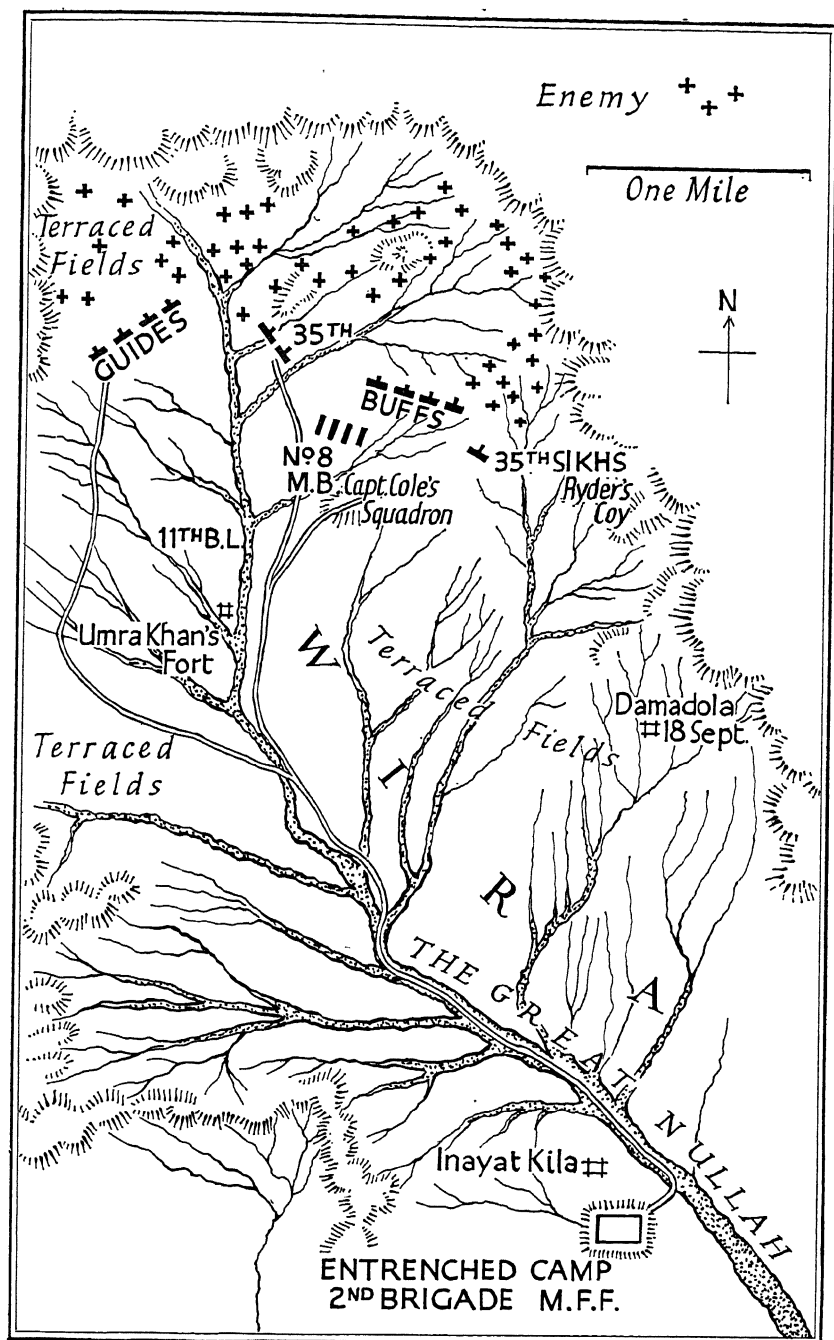 Enemy
One Mile
N
Terraced
Fields
GUIDES
35TH
BUFFS
Nº8
M.B.
Capt. Cole's
Squadron
35TH SIKHS
Ryder's
Coy
11TH B.L.
Umra Khan's
Fort
Terraced
Fields
Damadola
18 Sept.
Terraced
Fields
WIRA
THE GREAT NULLAH
Inayat Kila
ENTRENCHED CAMP
2ND BRIGADE M.F.F.